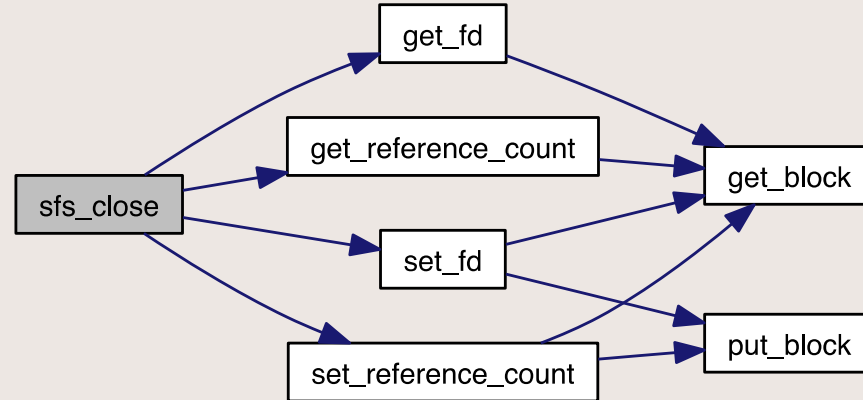 get_fd
get_reference_count
get_block
sfs_close
set_fd
put_block
set_reference_count